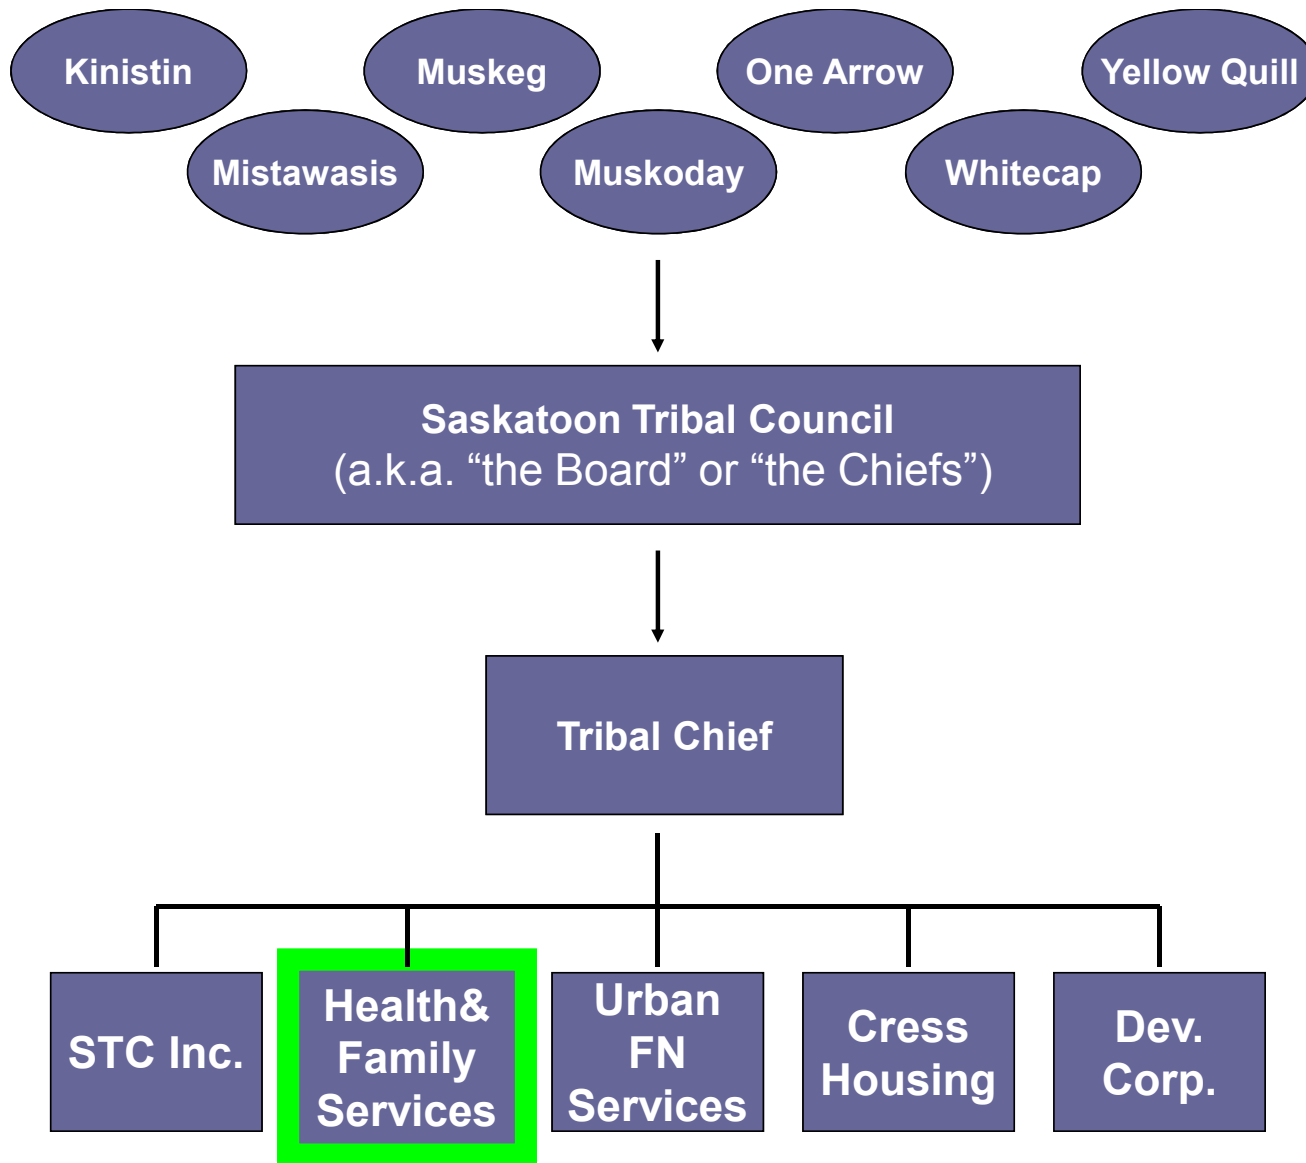 Kinistin
Muskeg
One Arrow
Yellow Quill
Mistawasis
Muskoday
Whitecap
Saskatoon Tribal Council
(a.k.a. “the Board” or “the Chiefs”)
Tribal Chief
STC Inc.
Health&
Family
Services
Urban
FN
Services
Cress
Housing
Dev.
Corp.